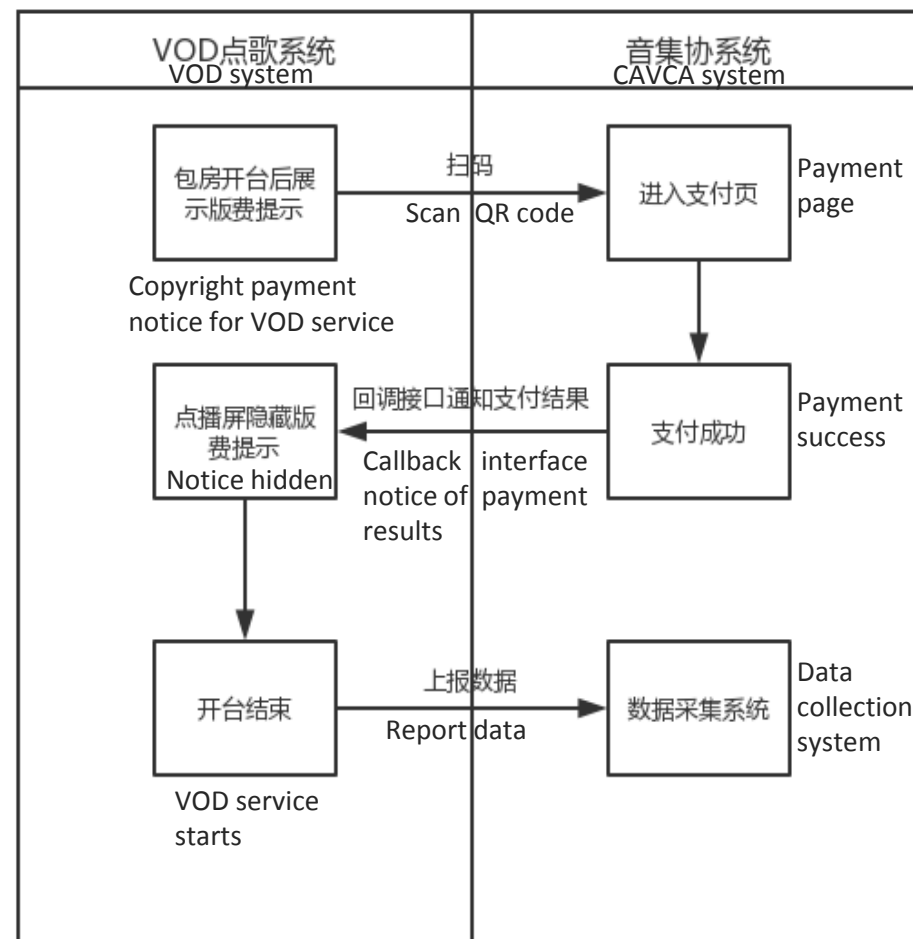 VOD点歌系统
VOD system
音集协系统
CAVCA system
包房开台后展
示版费提示
Copyright payment
notice for VOD service
扫码
Scan QR code
进入支付页
Payment
page
点播屏隐藏版
费提示
Notice hidden
回调接口通知支付结果
Callback interface
notice of payment
results
支付成功
Payment
success
开台结束
VOD service
starts
上报数据
Report data
数据采集系统
Data
collection
system